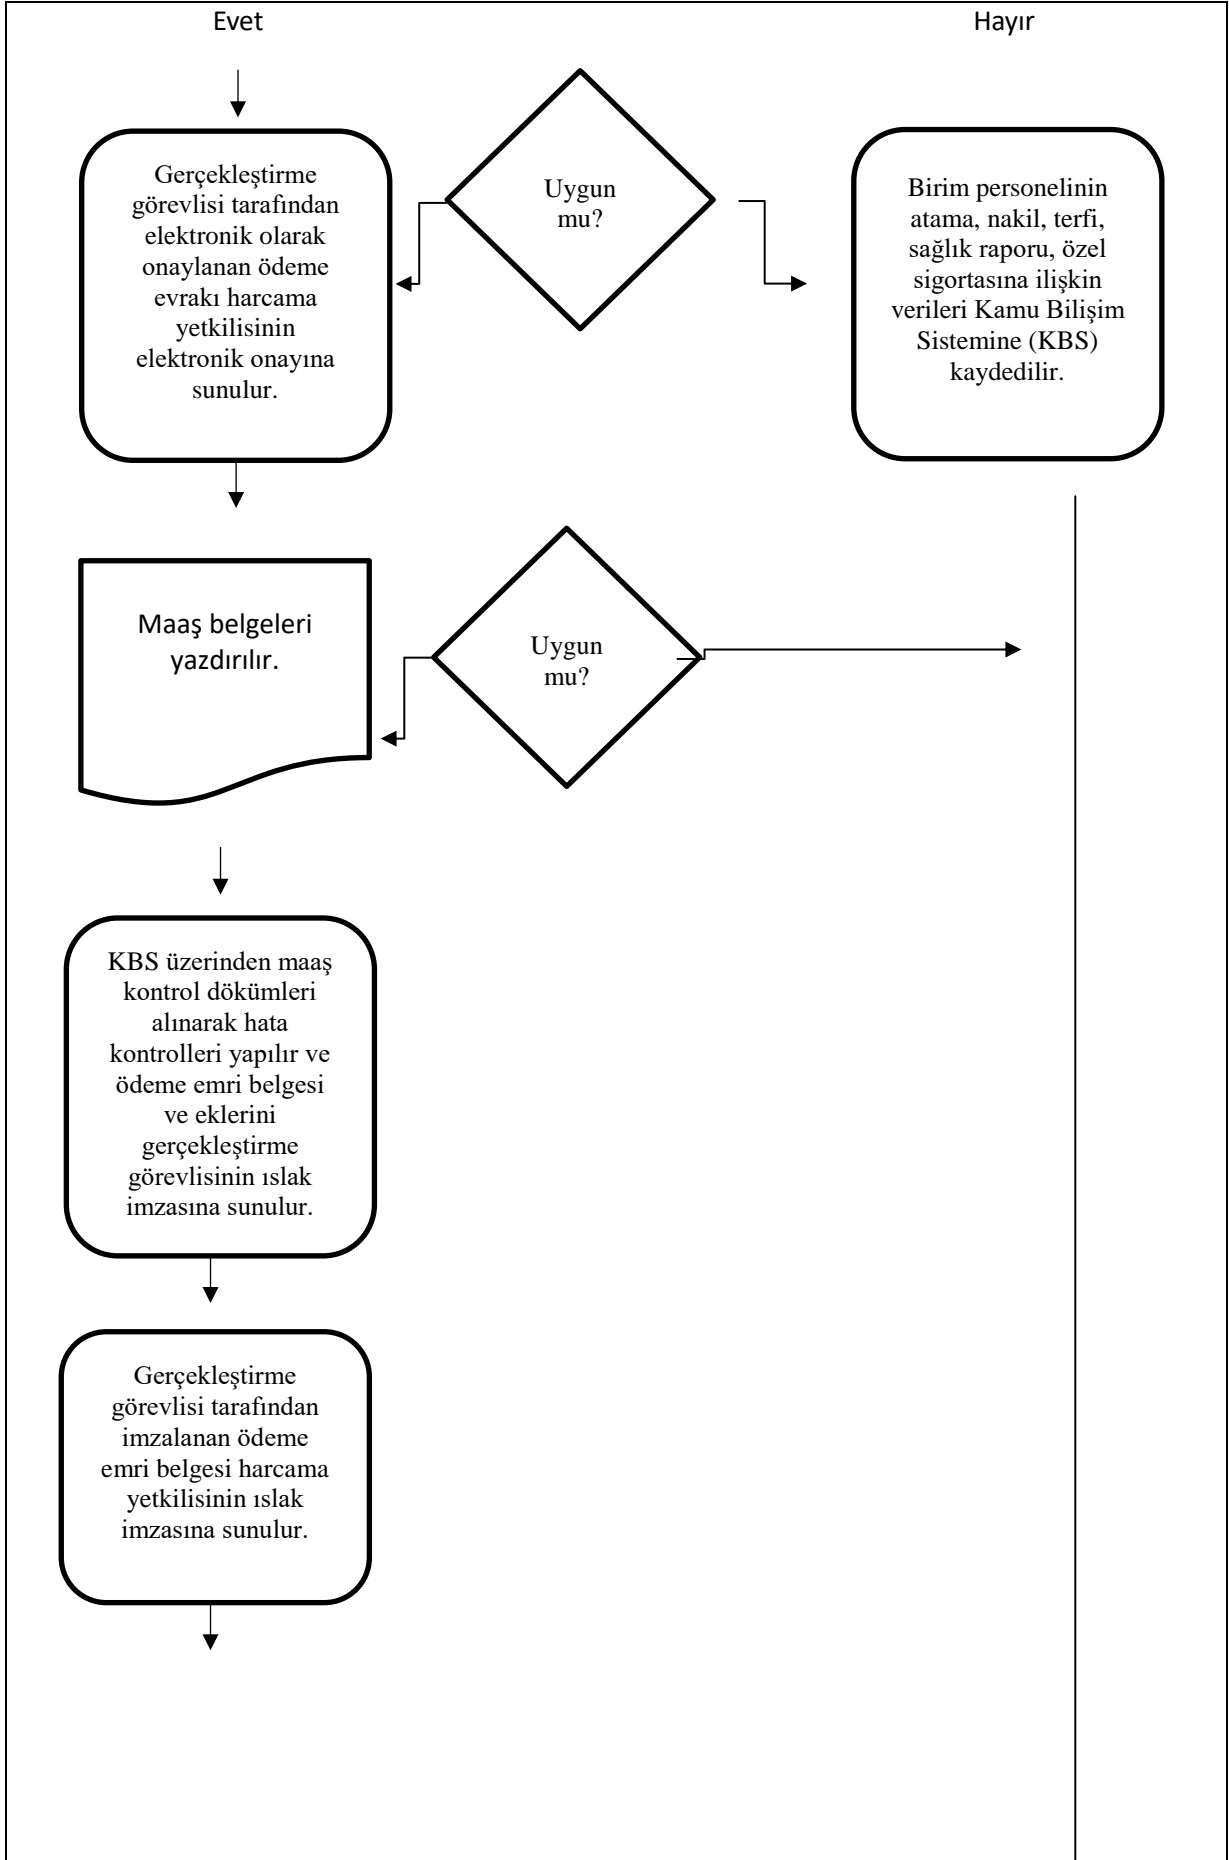 Evet
Hayır
Gerçekleştirme
görevlisi tarafından
elektronik olarak
onaylanan ödeme
evrakı harcama
yetkilisinin
elektronik onayına
sunulur.
Uygun
mu?
Birim personelinin
atama, nakil, terfi,
sağlık raporu, özel
sigortasına ilişkin
verileri Kamu Bilişim
Sistemine (KBS)
kaydedilir.
Maaş belgeleri
yazdırılır.
Uygun
mu?
KBS üzerinden maaş
kontrol dökümleri
alınarak hata
kontrolleri yapılır ve
ödeme emri belgesi
ve eklerini
gerçekleştirme
görevlisinin ıslak
imzasına sunulur.
Gerçekleştirme
görevlisi tarafından
imzalanan ödeme
emri belgesi harcama
yetkilisinin ıslak
imzasına sunulur.